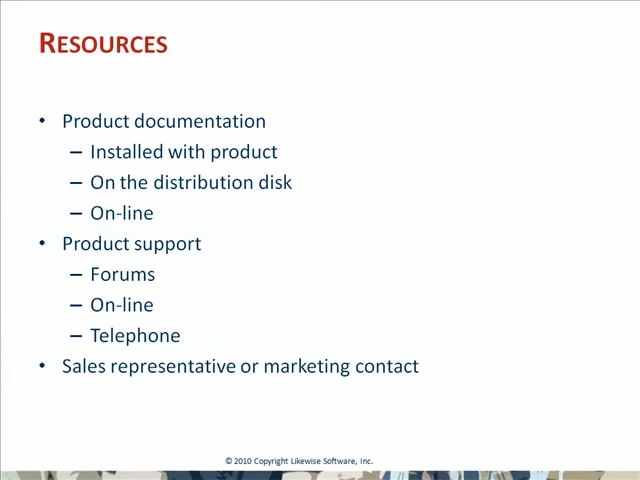 RESOURCES
• Product documentation
– Installed with product
– On the distribution disk
– On-line
• Product support
– Forums
– On-line
– Telephone
• Sales representative or marketing contact
© 2010 Copyright Likewise Software, Inc.